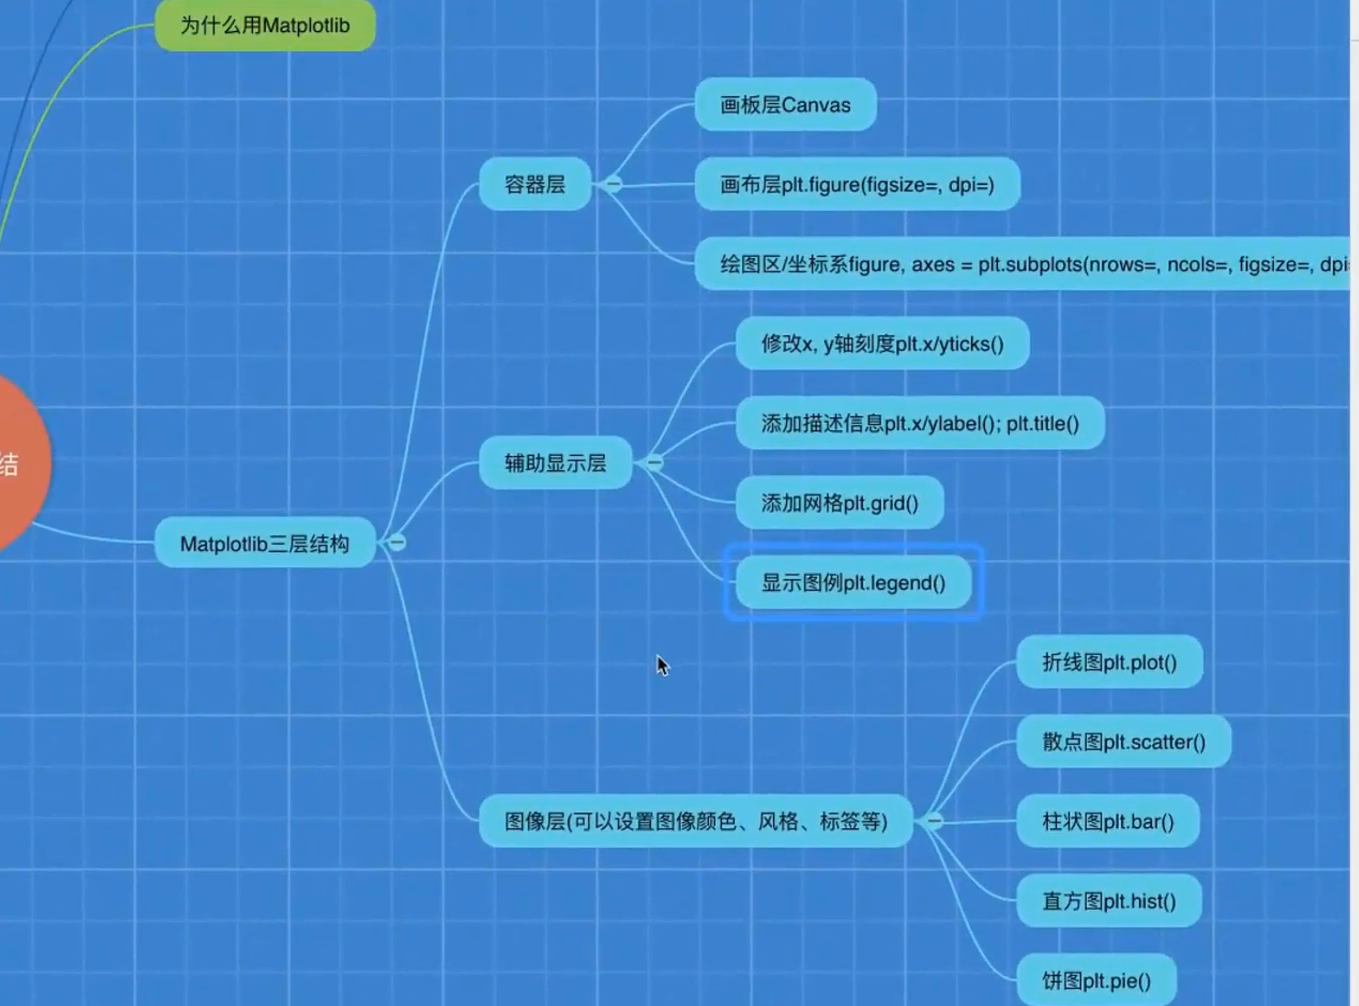 为什么用Matplotlib
画板层Canvas
容器层
画布层plt.figure(figsize=, dpi=)
绘图区/坐标系figure, axes = plt.subplots(nrows=, ncols=, figsize=, dpi
修改x, y轴刻度plt.x/yticks()
添加描述信息plt.x/ylabel(); plt.title()
辅助显示层
结
添加网格plt.grid()
Matplotlib三层结构
显示图例plt.legend()
折线图plt.plot()
散点图plt.scatter()
图像层(可以设置图像颜色、风格、标签等)
柱状图plt.bar()
直方图plt.hist()
饼图plt.pie()